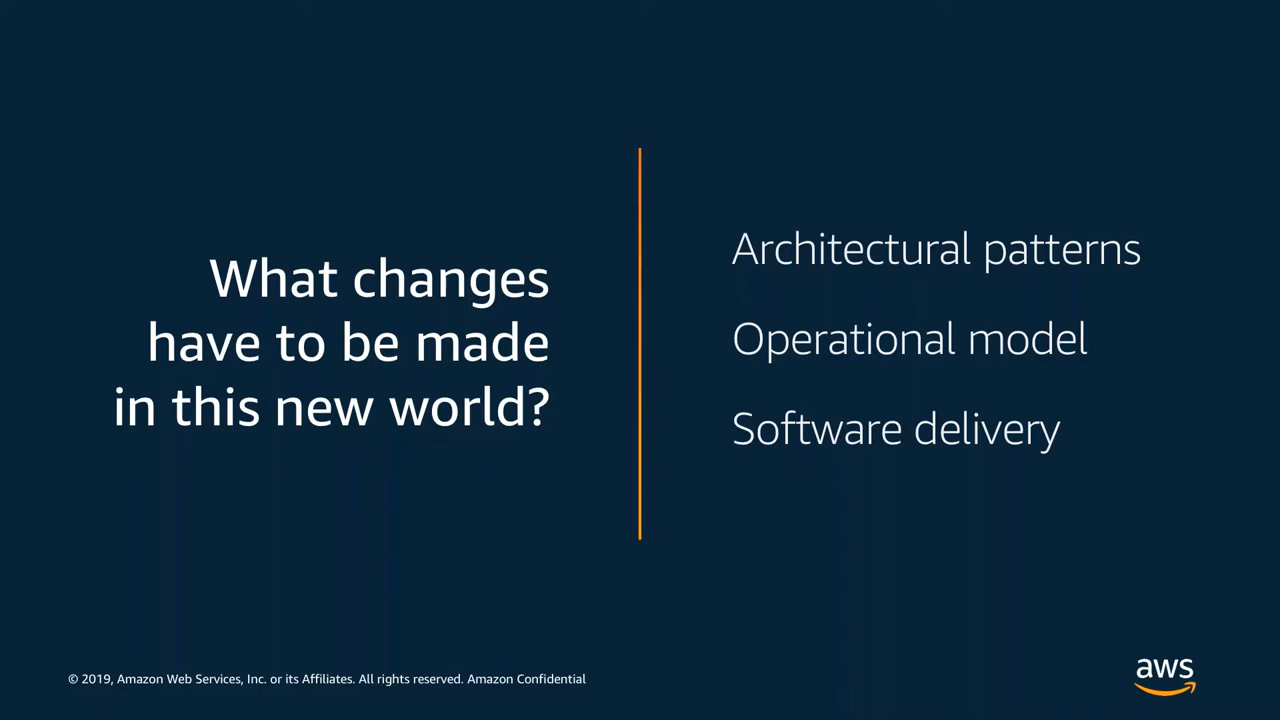 What changes
have to be made
in this new world?
Architectural patterns
Operational model
Software delivery
© 2019, Amazon Web Services, Inc. or its Affiliates. All rights reserved. Amazon Confidential
aws